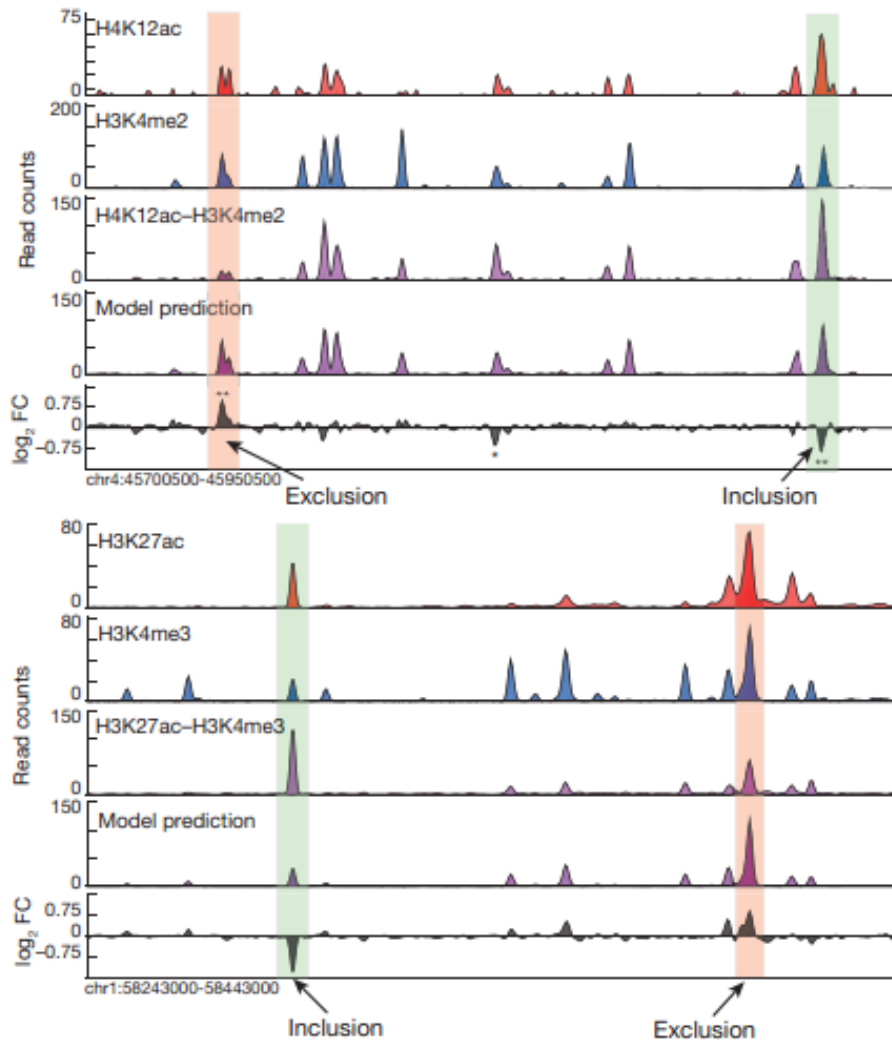 75
H4K12ac
0
200
H3K4me2
0
Read counts
150
H4K12ac–H3K4me2
0
150
Model prediction
0
log₂ FC
0.75
0
−0.75
**
*
**
chr4:45700500-45950500
Exclusion
Inclusion
80
H3K27ac
0
80
H3K4me3
0
Read counts
150
H3K27ac–H3K4me3
0
150
Model prediction
0
log₂ FC
0.75
0
−0.75
chr1:58243000-58443000
Inclusion
Exclusion